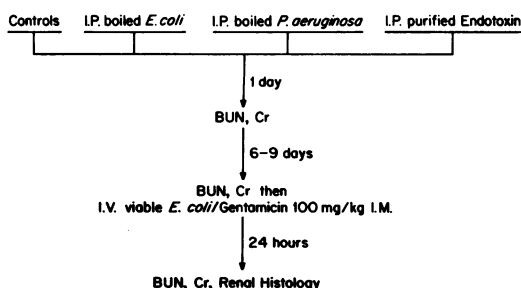 Controls I.P. boiled E. coli I.P. boiled P. aeruginosa I.P. purified Endotoxin
1 day
BUN, Cr
6-9 days
BUN, Cr then
I.V. viable E. coli/Gentamicin 100 mg/kg I.M.
24 hours
BUN, Cr, Renal Histology